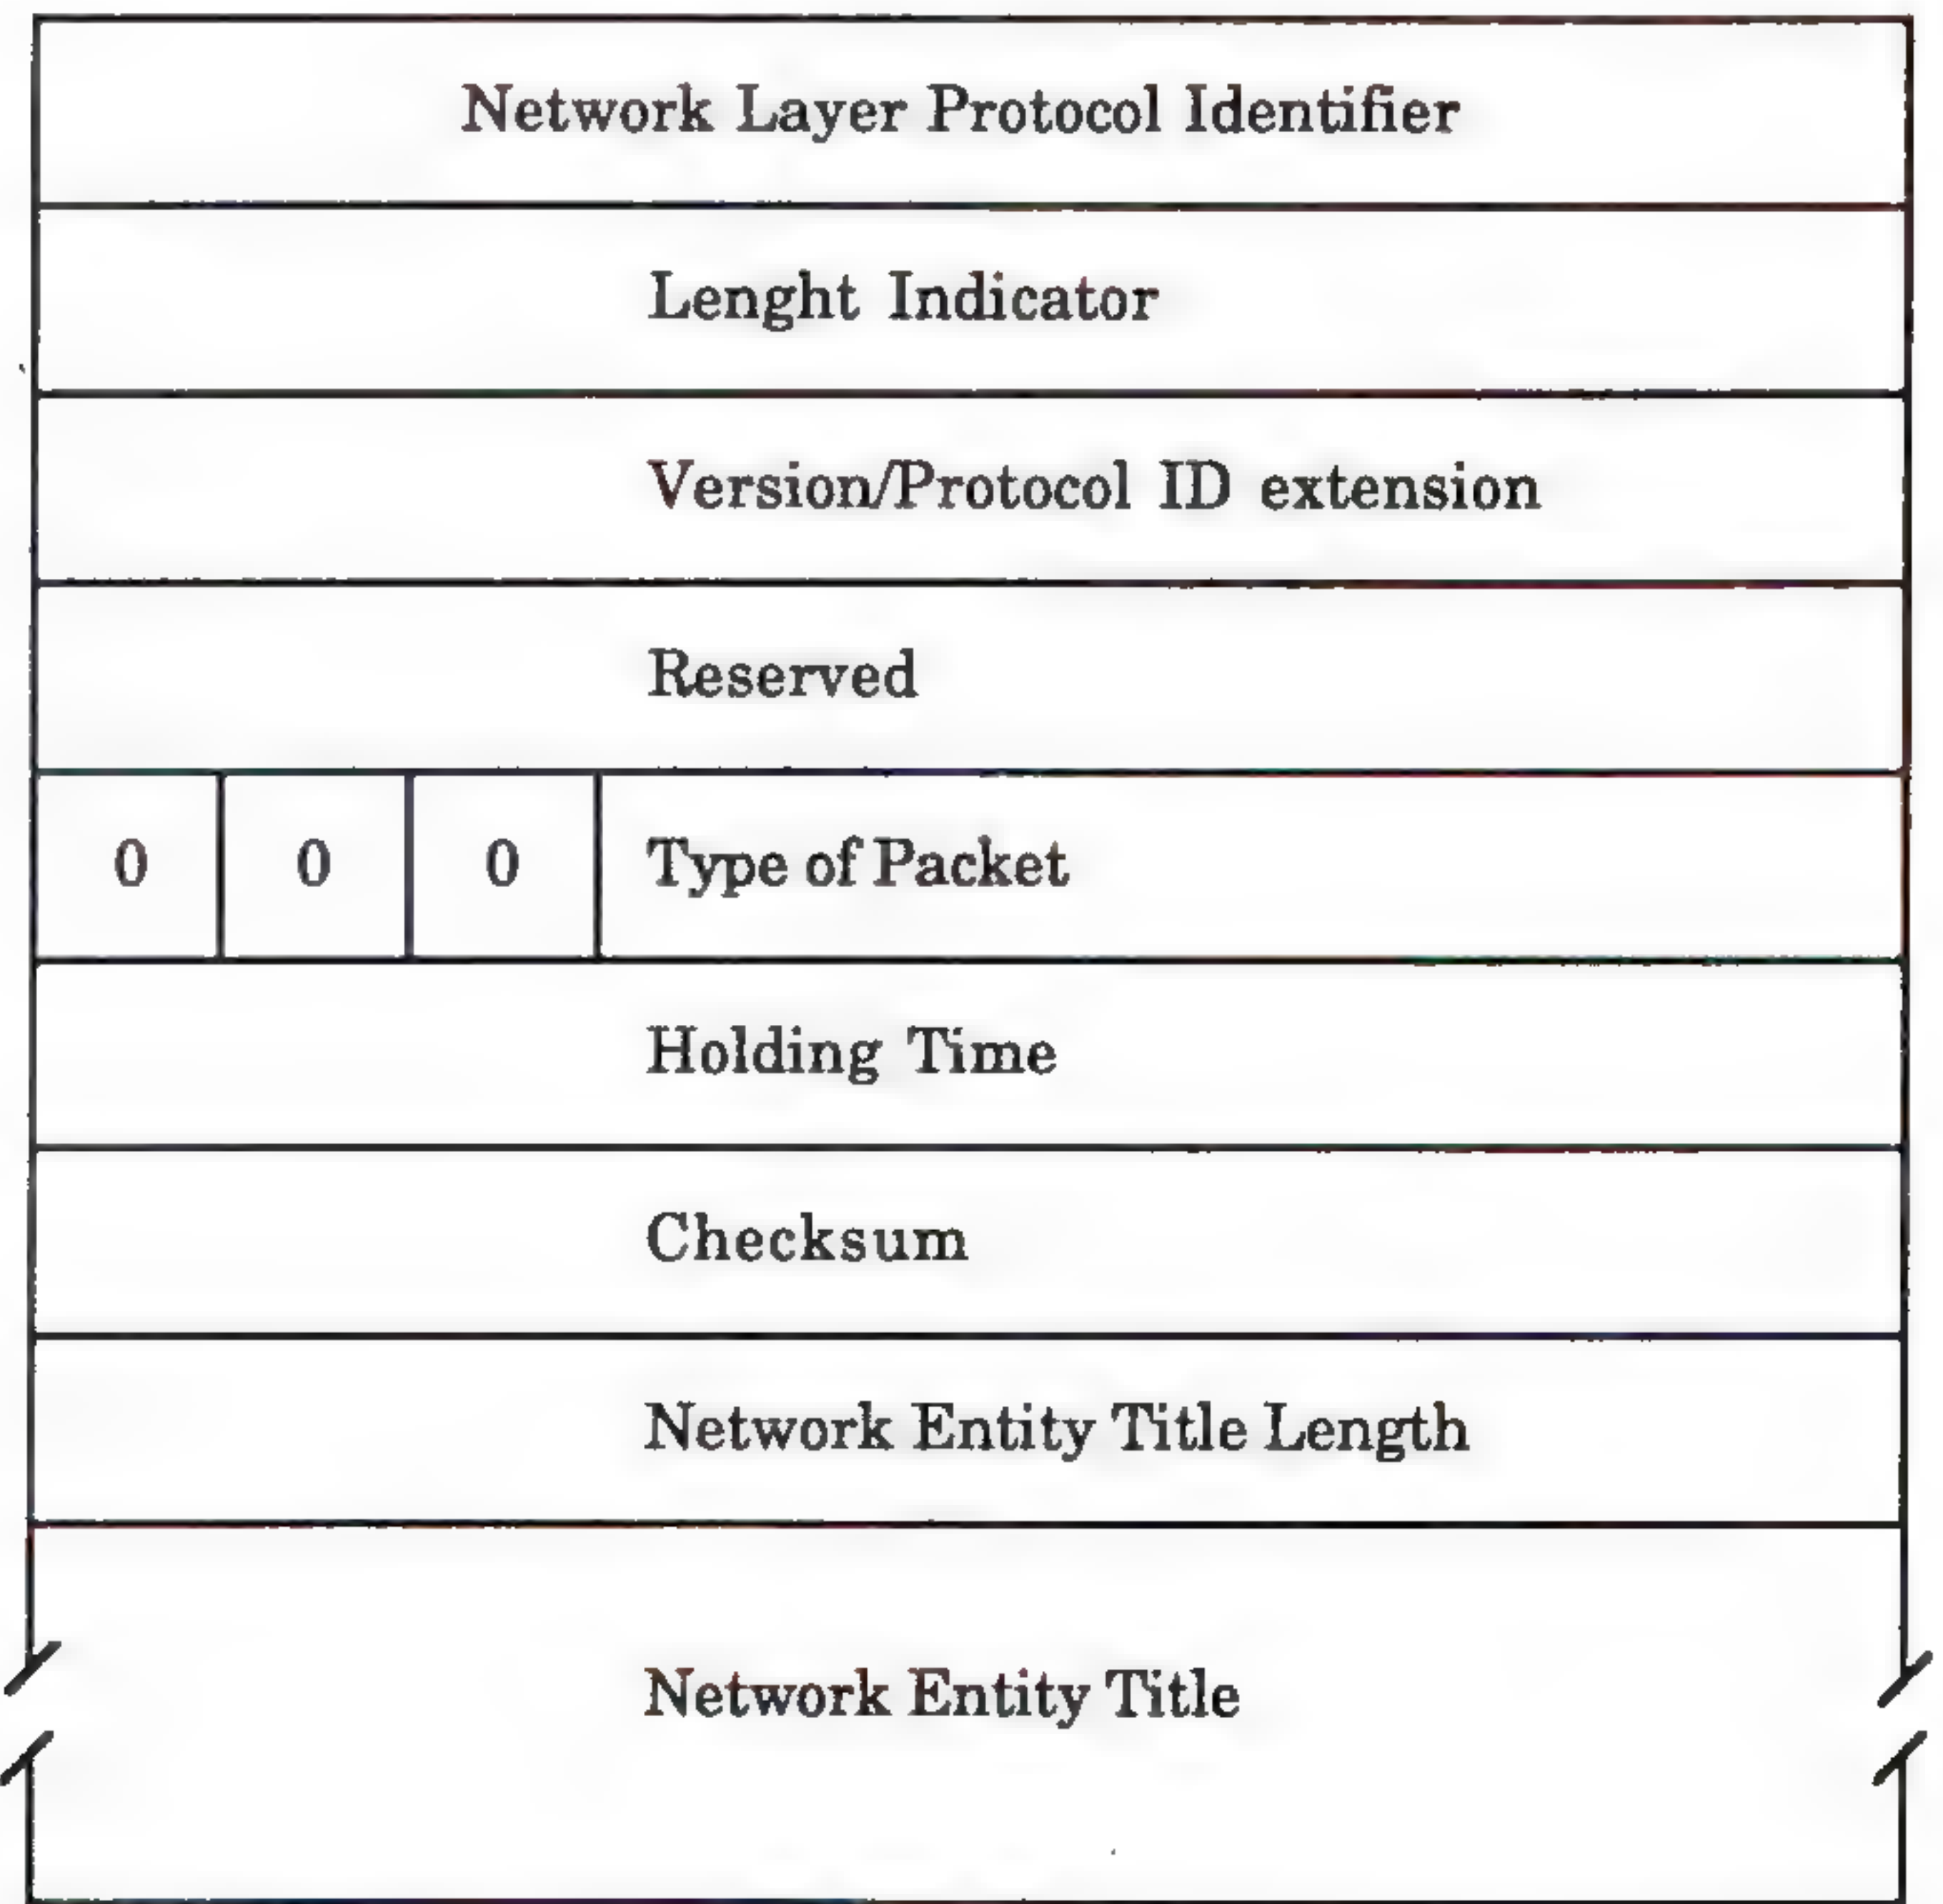 Network Layer Protocol Identifier
Lenght Indicator
Version/Protocol ID extension
Reserved
0 0 0 Type of Packet
Holding Time
Checksum
Network Entity Title Length
Network Entity Title